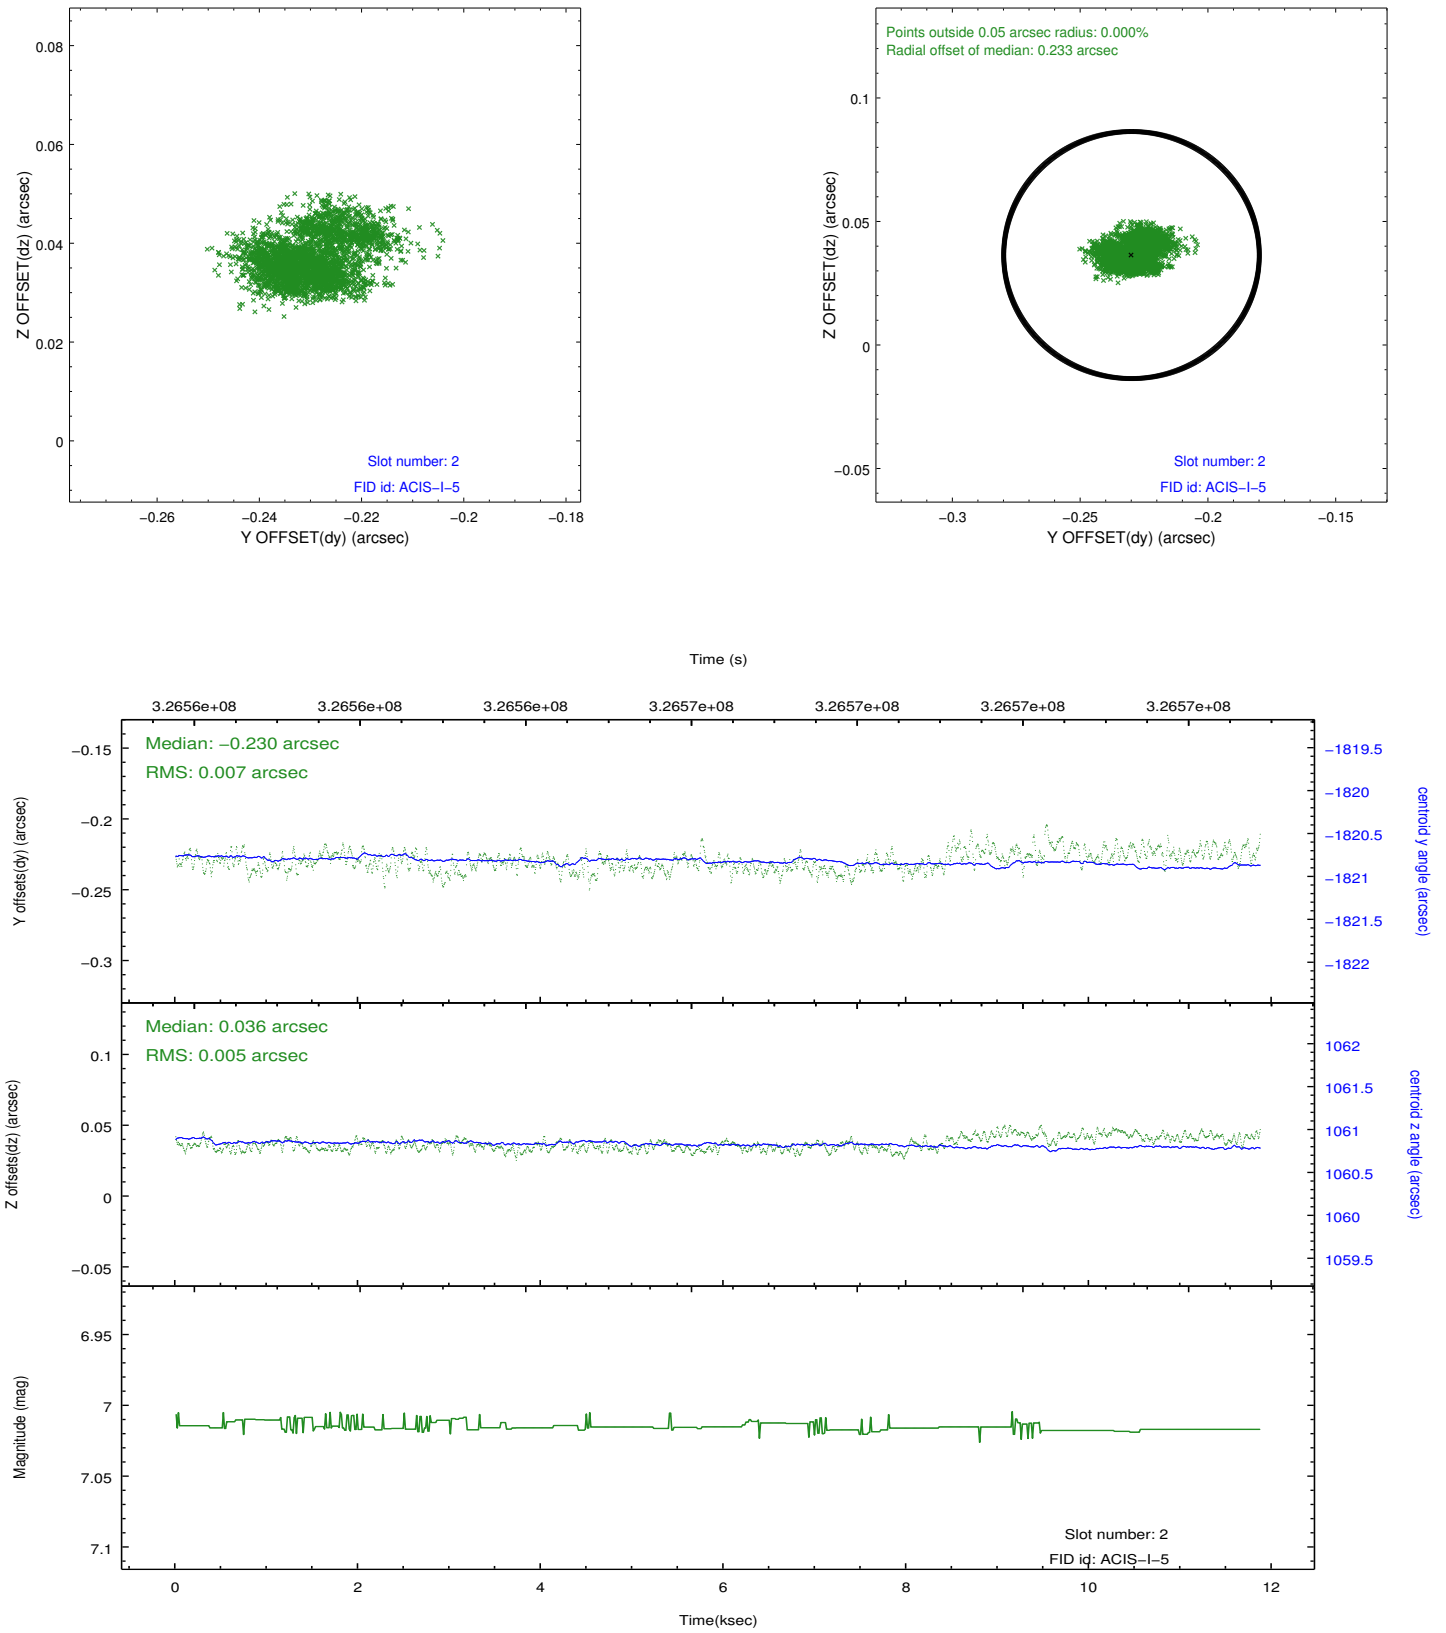 0.08
0.06
0.04
0.02
0
Z OFFSET(dz) (arcsec)
Slot number: 2
FID id: ACIS−I−5
−0.26 −0.24 −0.22 −0.2 −0.18
Y OFFSET(dy) (arcsec)
Points outside 0.05 arcsec radius: 0.000%
Radial offset of median: 0.233 arcsec
0.1
0.05
0
−0.05
Z OFFSET(dz) (arcsec)
Slot number: 2
FID id: ACIS−I−5
−0.3 −0.25 −0.2 −0.15
Y OFFSET(dy) (arcsec)
Time (s)
3.2656e+08 3.2656e+08 3.2656e+08 3.2657e+08 3.2657e+08 3.2657e+08 3.2657e+08
Median: −0.230 arcsec
RMS: 0.007 arcsec
−0.15
−0.2
−0.25
−0.3
Y offsets(dy) (arcsec)
−1819.5
−1820
−1820.5
−1821
−1821.5
−1822
centroid y angle (arcsec)
Median: 0.036 arcsec
RMS: 0.005 arcsec
0.1
0.05
0
−0.05
Z offsets(dz) (arcsec)
1062
1061.5
1061
1060.5
1060
1059.5
centroid z angle (arcsec)
6.95
7
7.05
7.1
Magnitude (mag)
Slot number: 2
FID id: ACIS−I−5
0 2 4 6 8 10 12
Time(ksec)